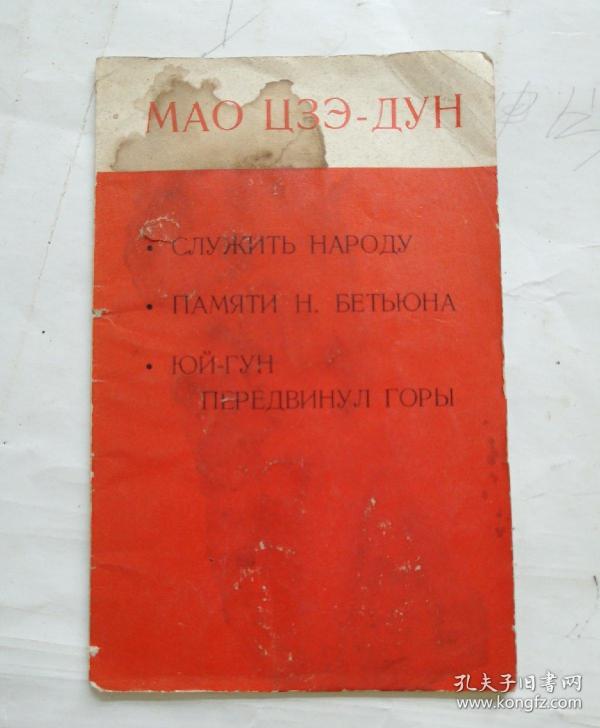 МАО ЦЗЭ-ДУН
• СЛУЖИТЬ НАРОДУ
• ПАМЯТИ Н. БЕТЬЮНА
• ЮЙ-ГУН
ПЕРЕДВИНУЛ ГОРЫ
孔夫子旧书网
www.kongfz.com